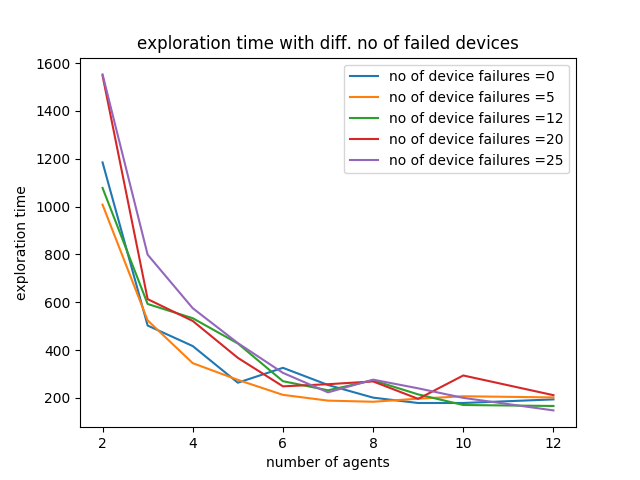 exploration time with diff. no of failed devices
1600
1400
1200
1000
800
600
400
200
exploration time
no of device failures =0
no of device failures =5
no of device failures =12
no of device failures =20
no of device failures =25
2
4
6
8
10
12
number of agents